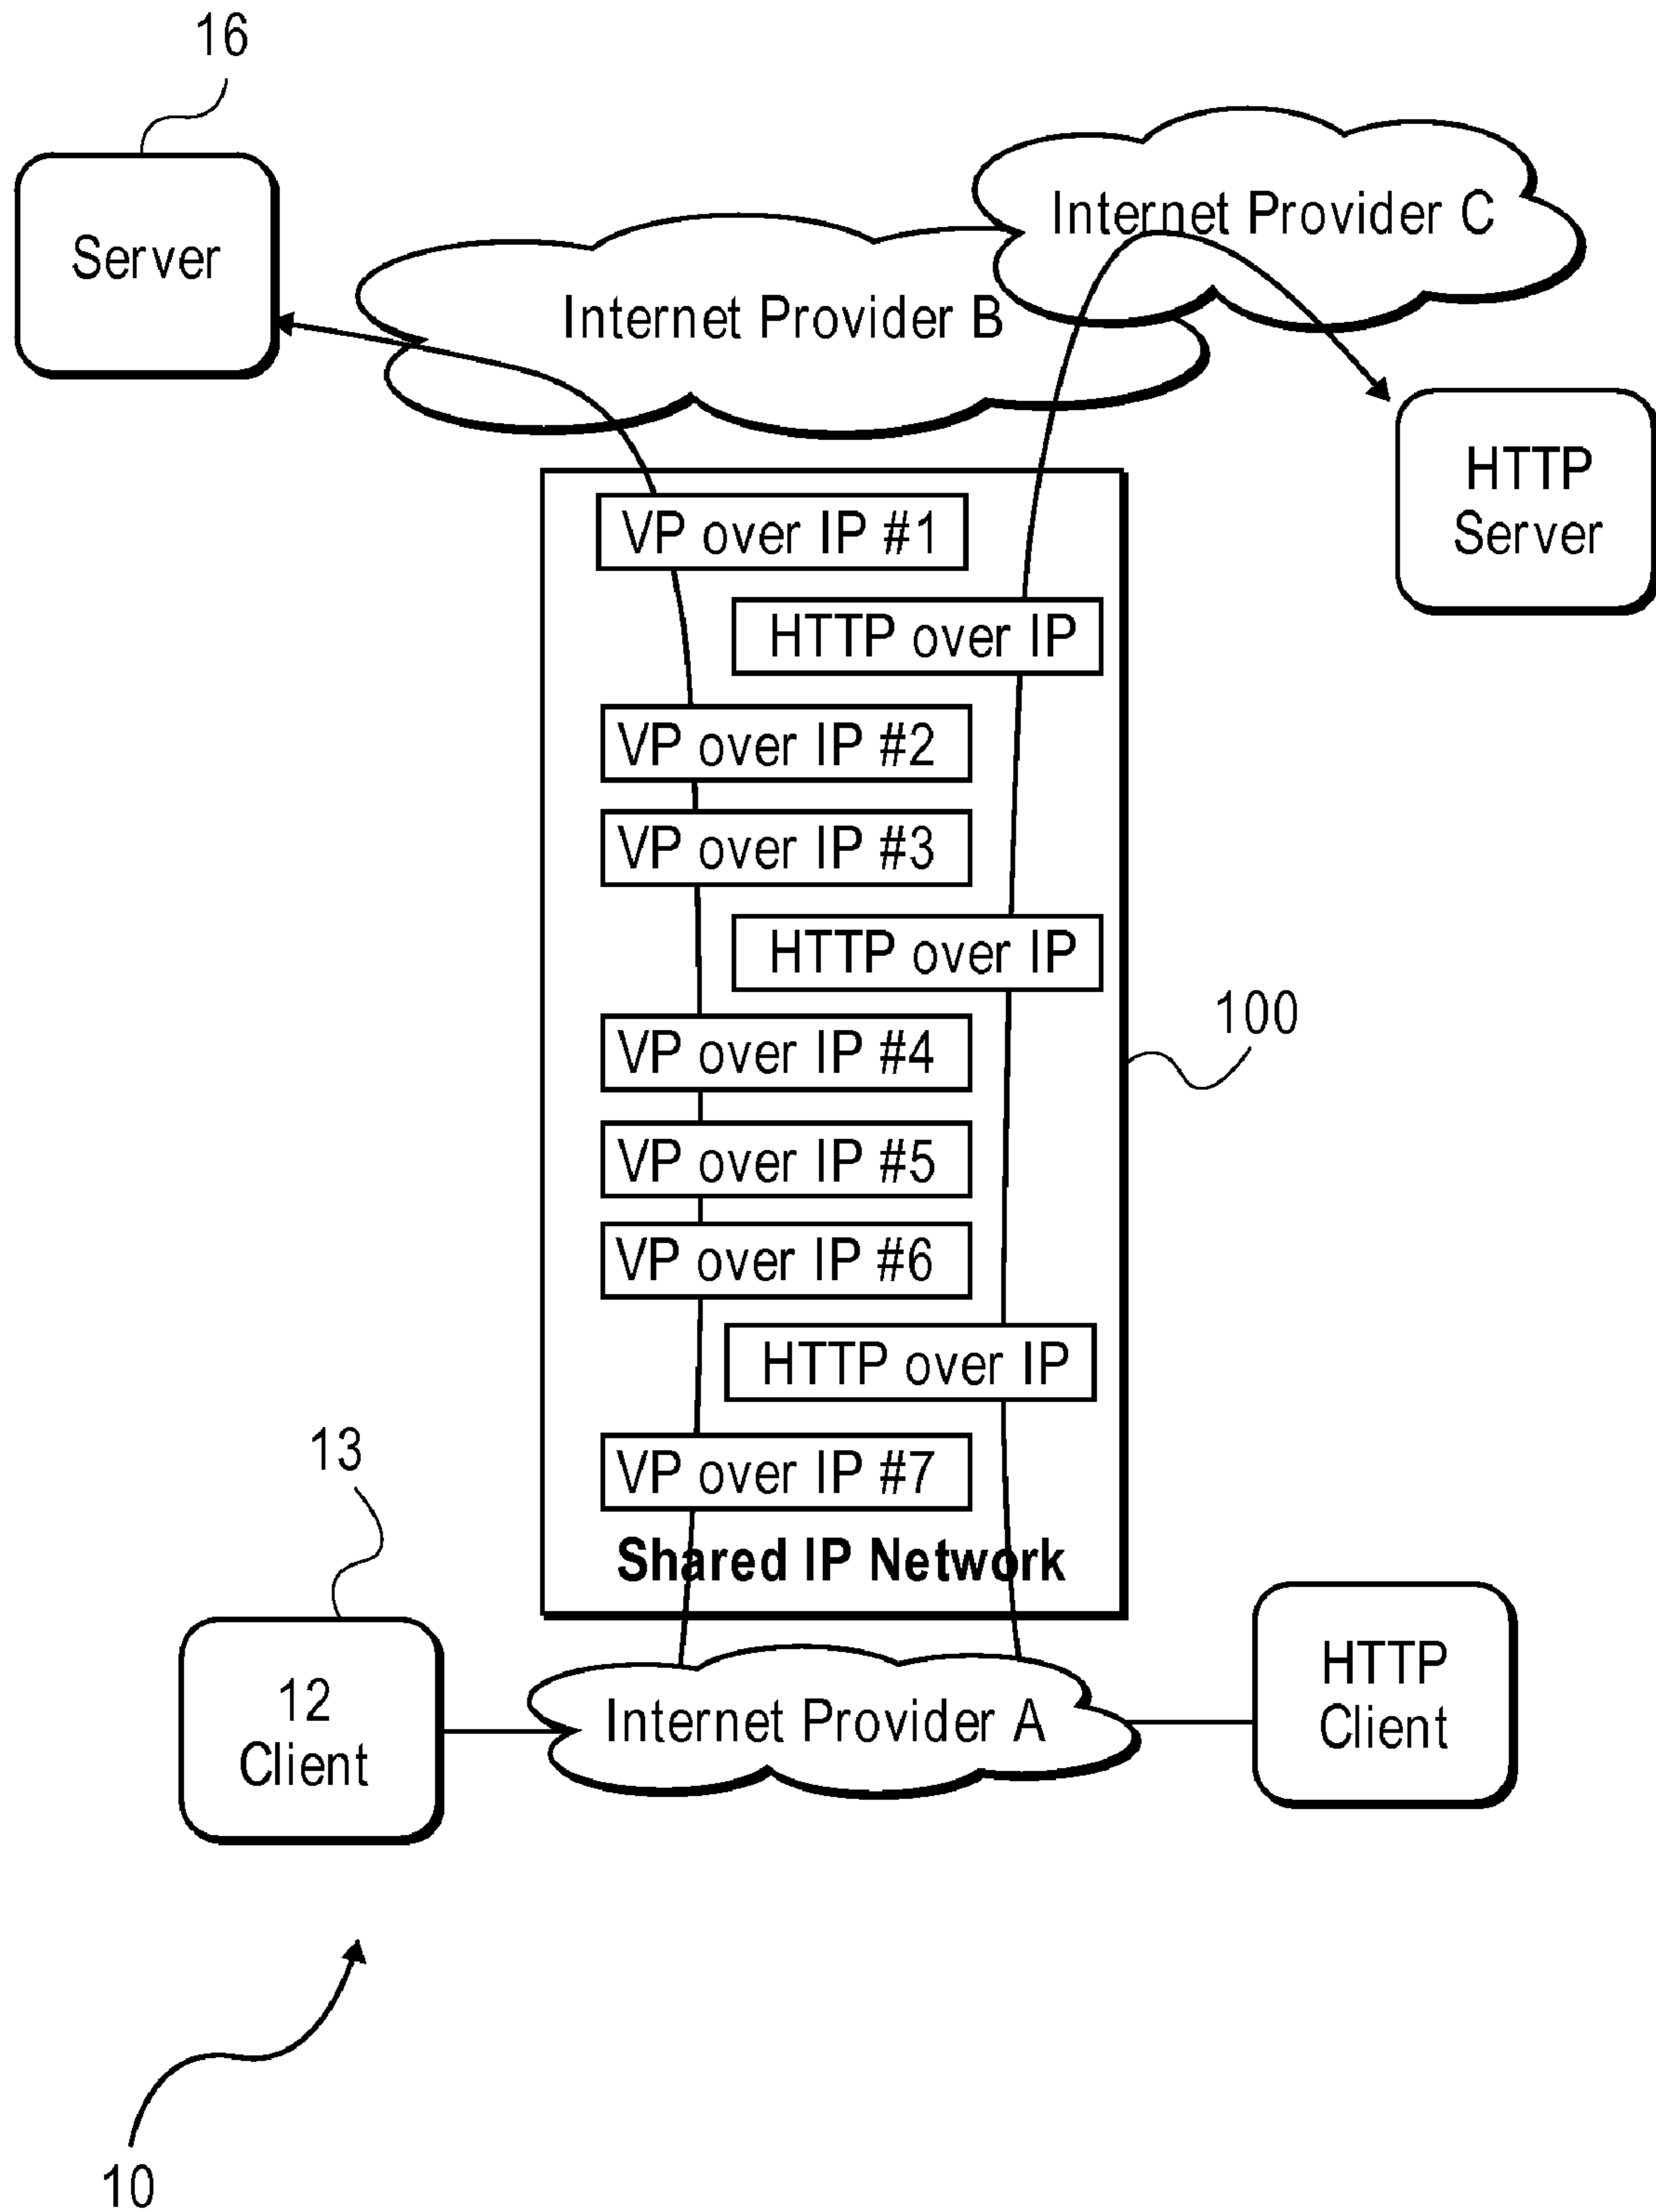 16
Server
Internet Provider C
Internet Provider B
HTTP
Server
VP over IP #1
HTTP over IP
VP over IP #2
VP over IP #3
HTTP over IP
100
VP over IP #4
VP over IP #5
VP over IP #6
HTTP over IP
13
VP over IP #7
Shared IP Network
12
Client
Internet Provider A
HTTP
Client
10